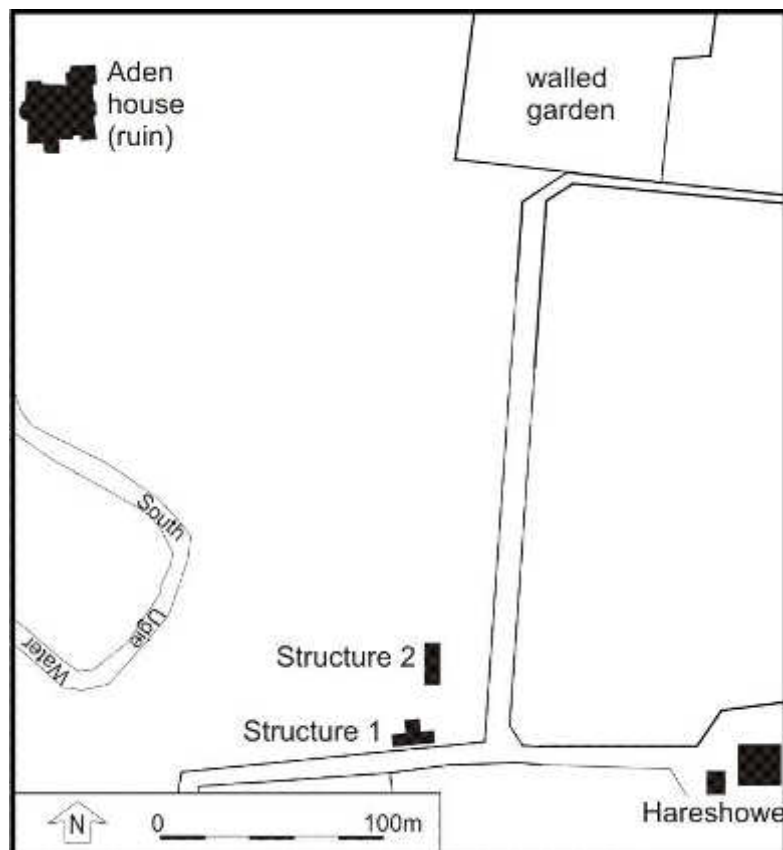 Aden
house
(ruin)
walled
garden
South
Ugie
Water
Structure 2
Structure 1
Hareshowe
N
0
100m